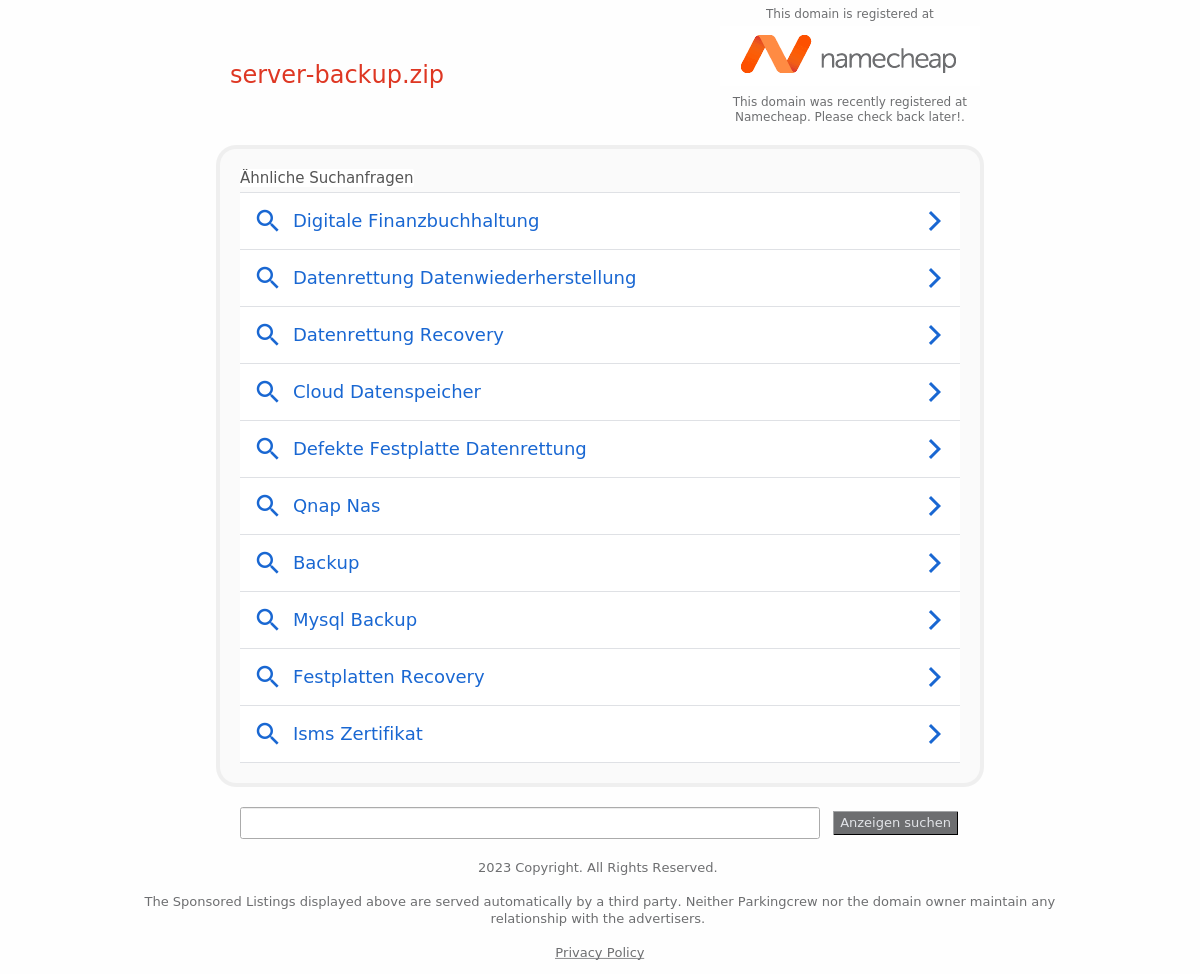 This domain is registered at
namecheap
server-backup.zip
This domain was recently registered at
Namecheap. Please check back later!.
Ähnliche Suchanfragen
Digitale Finanzbuchhaltung
Datenrettung Datenwiederherstellung
Datenrettung Recovery
Cloud Datenspeicher
Defekte Festplatte Datenrettung
Qnap Nas
Backup
Mysql Backup
Festplatten Recovery
Isms Zertifikat
Anzeigen suchen
2023 Copyright. All Rights Reserved.
The Sponsored Listings displayed above are served automatically by a third party. Neither Parkingcrew nor the domain owner maintain any
relationship with the advertisers.
Privacy Policy